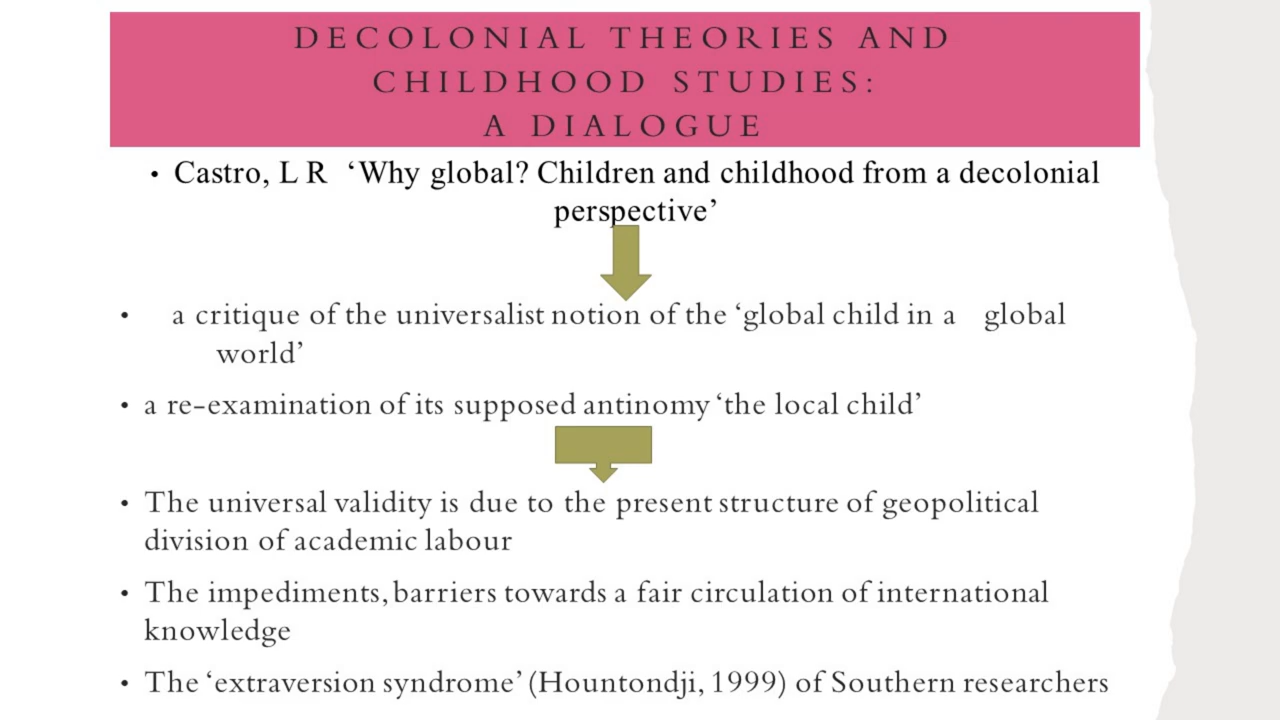 DECOLONIAL THEORIES AND
CHILDHOOD STUDIES:
A DIALOGUE
• Castro, L R ‘Why global? Children and childhood from a decolonial
perspective’
• a critique of the universalist notion of the ‘global child in a global
world’
• a re-examination of its supposed antinomy ‘the local child’
• The universal validity is due to the present structure of geopolitical
division of academic labour
• The impediments, barriers towards a fair circulation of international
knowledge
• The ‘extraversion syndrome’ (Hountondji, 1999) of Southern researchers